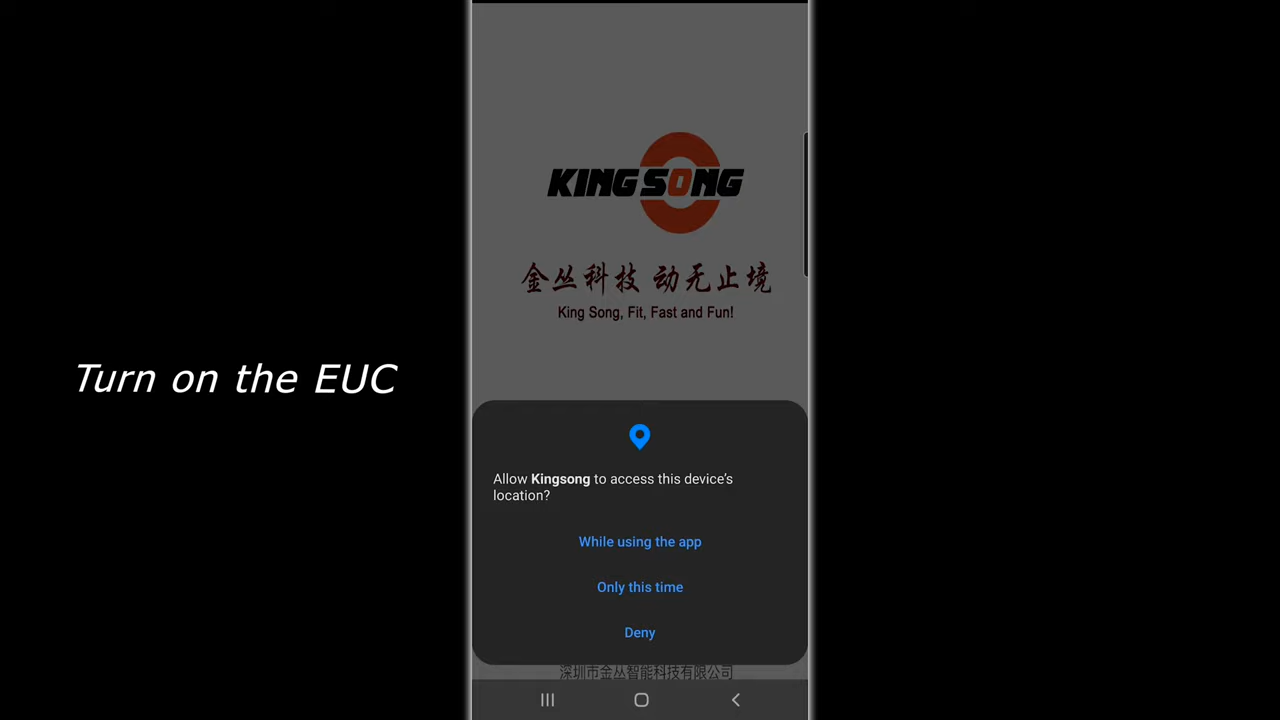 KING SONG
金丛科技 动无止境
King Song, Fit, Fast and Fun!
Turn on the EUC
Allow Kingsong to access this device's
location?
While using the app
Only this time
Deny
深圳市金丛智能科技有限公司